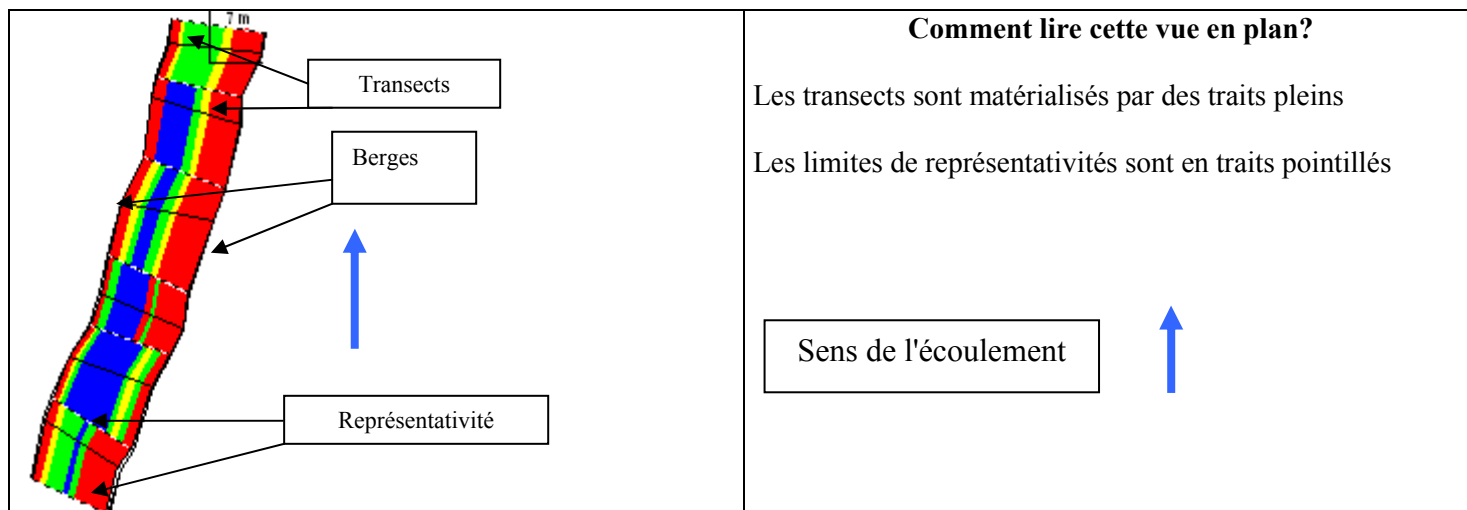 7 m
Transects
Berges
Représentativité
Comment lire cette vue en plan?
Les transects sont matérialisés par des traits pleins
Les limites de représentativités sont en traits pointillés
Sens de l'écoulement